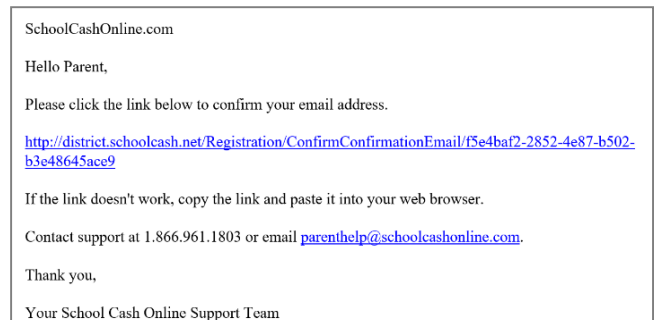 SchoolCashOnline.com
Hello Parent,
Please click the link below to confirm your email address.
http://district.schoolcash.net/Registration/ConfirmConfirmationEmail/f5e4baf2-2852-4e87-b502-
b3e48645ace9
If the link doesn't work, copy the link and paste it into your web browser.
Contact support at 1.866.961.1803 or email parenthelp@schoolcashonline.com.
Thank you,
Your School Cash Online Support Team